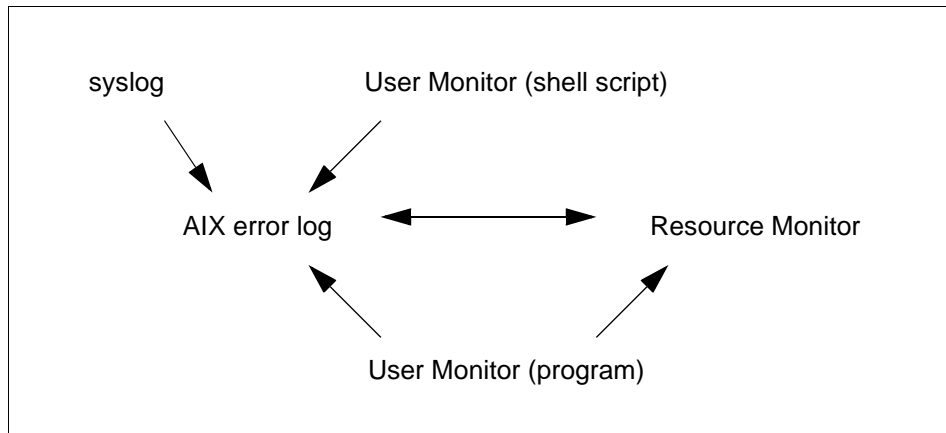 syslog
User Monitor (shell script)
AIX error log
Resource Monitor
User Monitor (program)